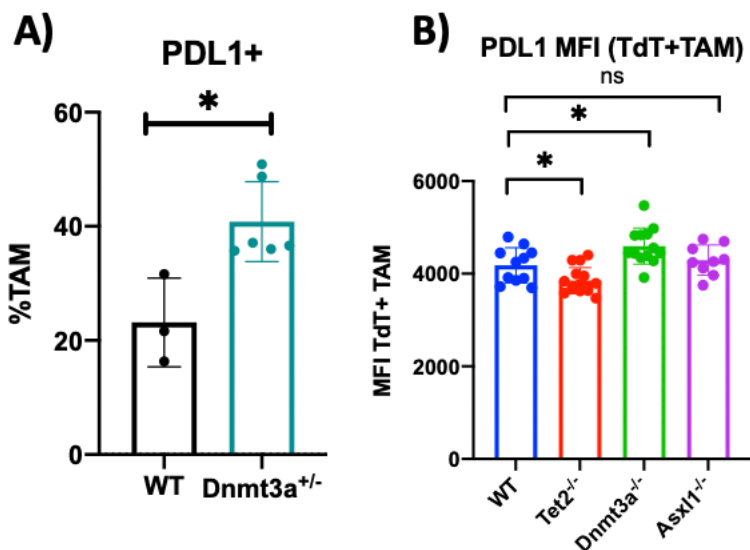 A)
PDL1+
*
60
40
20
0
%TAM
WT
Dnmt3a+/-
B)
PDL1 MFI (TdT+TAM)
ns
*
*
6000
4000
2000
0
MFI TdT+ TAM
WT
Tet2-/-
Dnmt3a-/-
Asxl1-/-